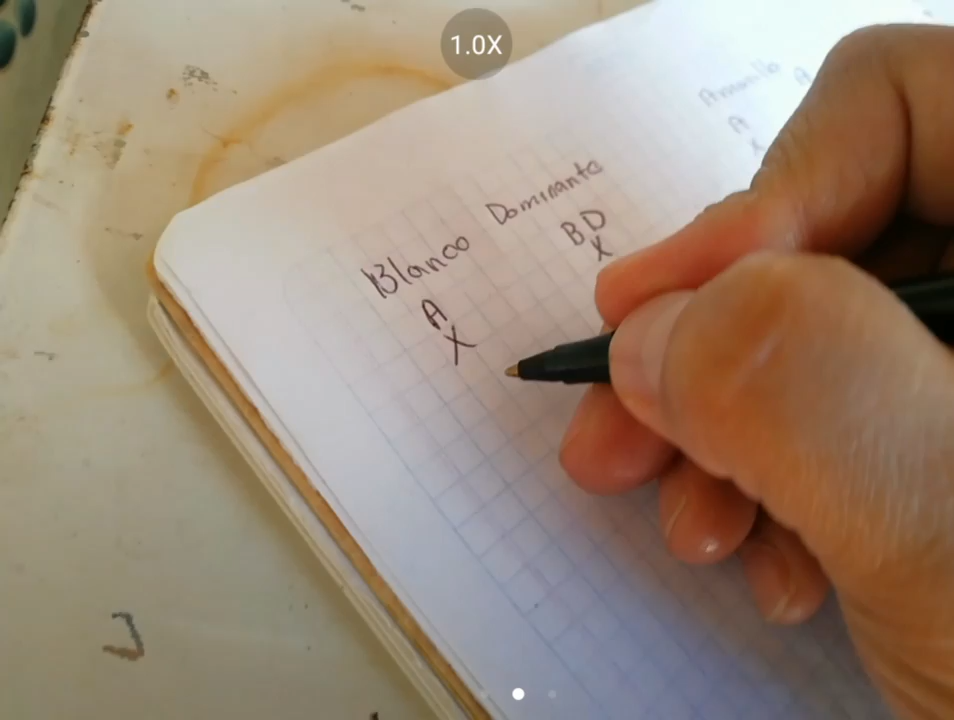 1.0X
Blanco Dominante
A BD
X X
Amarillo A
A
x